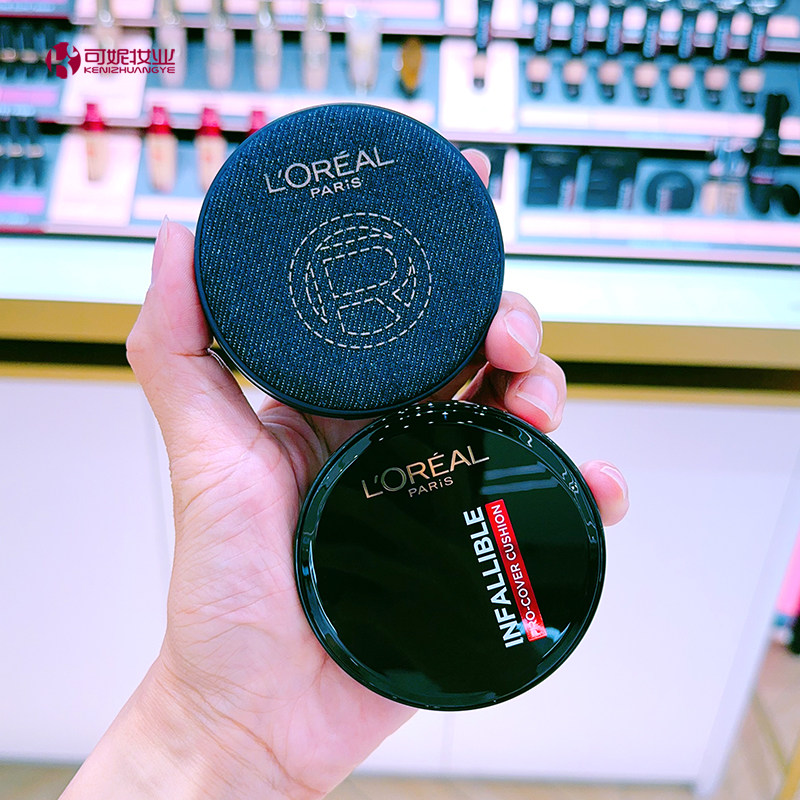 可妮妆业
KENIZHUANGYE
L'ORÉAL
PARIS
R
L'ORÉAL
PARIS
INFALLIBLE
PRO-COVER CUSHION